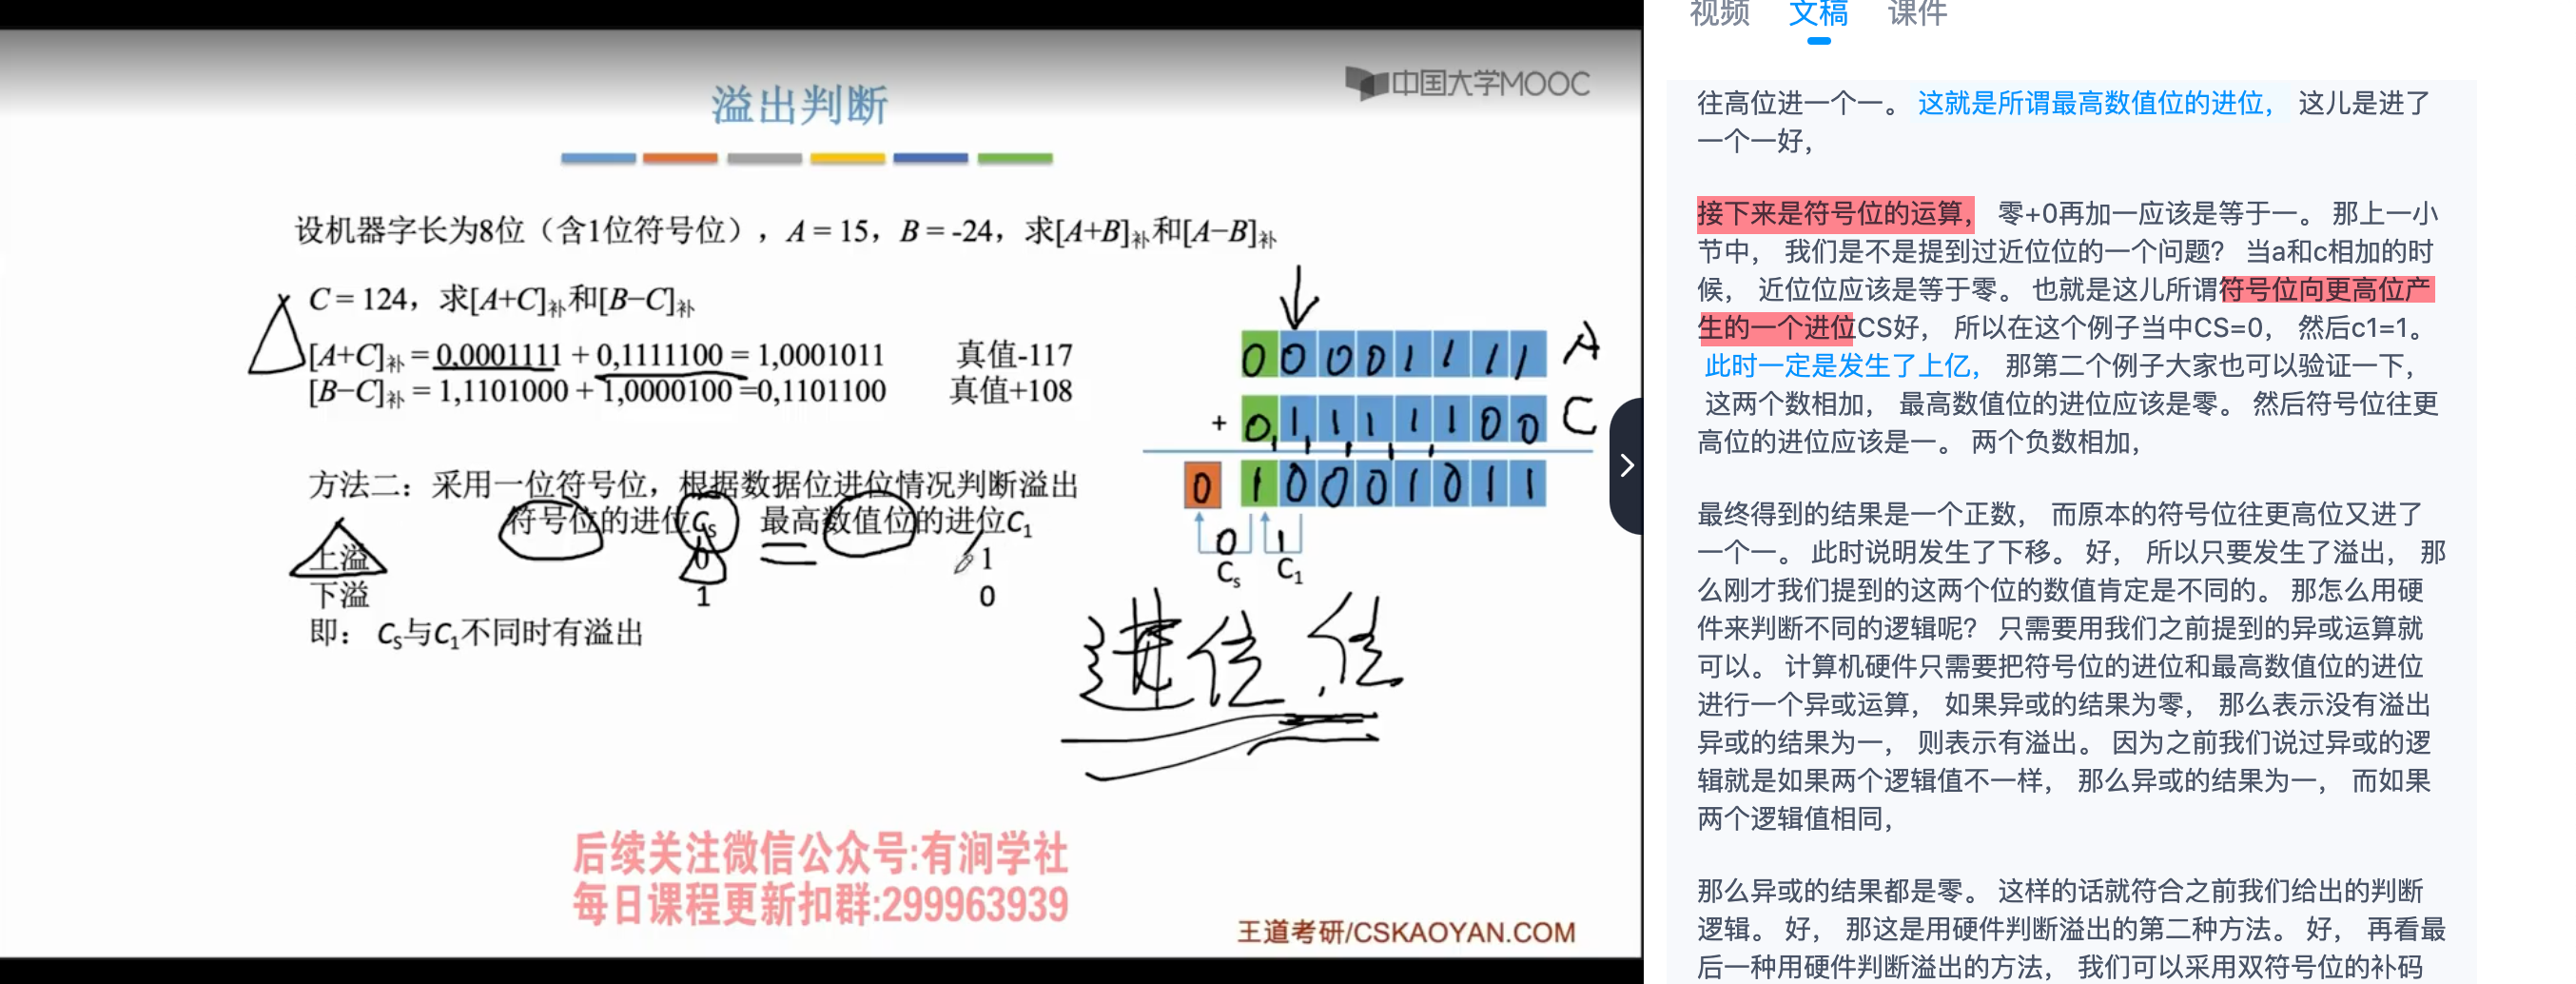 溢出判断
中国大学MOOC
设机器字长为8位（含1位符号位），A = 15，B = -24，求[A+B]补和[A−B]补
C = 124，求[A+C]补和[B−C]补
[A+C]补 = 0,0001111 + 0,1111100 = 1,0001011 真值-117
[B−C]补 = 1,1101000 + 1,0000100 =0,1101100 真值+108
0 0 0 0 1 1 1 1 A
+ 0, 1 1 1 1 1 0 0 C
0 1 0 0 0 1 0 1 1
0 1
Cs C1
方法二：采用一位符号位，根据数据位进位情况判断溢出
符号位的进位Cs 最高数值位的进位C1
上溢 0 1
下溢 1 0
即： Cs与C1不同时有溢出
进位.位
后续关注微信公众号:有涧学社
每日课程更新扣群:299963939
王道考研/CSKAOYAN.COM
视频 文稿 课件
往高位进一个一。 这就是所谓最高数值位的进位， 这儿是进了
一个一好，
接下来是符号位的运算， 零+0再加一应该是等于一。 那上一小
节中， 我们是不是提到过近位位的一个问题？ 当a和c相加的时
候， 近位位应该是等于零。 也就是这儿所谓符号位向更高位产
生的一个进位CS好， 所以在这个例子当中CS=0， 然后c1=1。
此时一定是发生了上亿， 那第二个例子大家也可以验证一下，
这两个数相加， 最高数值位的进位应该是零。 然后符号位往更
高位的进位应该是一。 两个负数相加，
最终得到的结果是一个正数， 而原本的符号位往更高位又进了
一个一。 此时说明发生了下移。 好， 所以只要发生了溢出， 那
么刚才我们提到的这两个位的数值肯定是不同的。 那怎么用硬
件来判断不同的逻辑呢？ 只需要用我们之前提到的异或运算就
可以。 计算机硬件只需要把符号位的进位和最高数值位的进位
进行一个异或运算， 如果异或的结果为零， 那么表示没有溢出
异或的结果为一， 则表示有溢出。 因为之前我们说过异或的逻
辑就是如果两个逻辑值不一样， 那么异或的结果为一， 而如果
两个逻辑值相同，
那么异或的结果都是零。 这样的话就符合之前我们给出的判断
逻辑。 好， 那这是用硬件判断溢出的第二种方法。 好， 再看最
后一种用硬件判断溢出的方法， 我们可以采用双符号位的补码